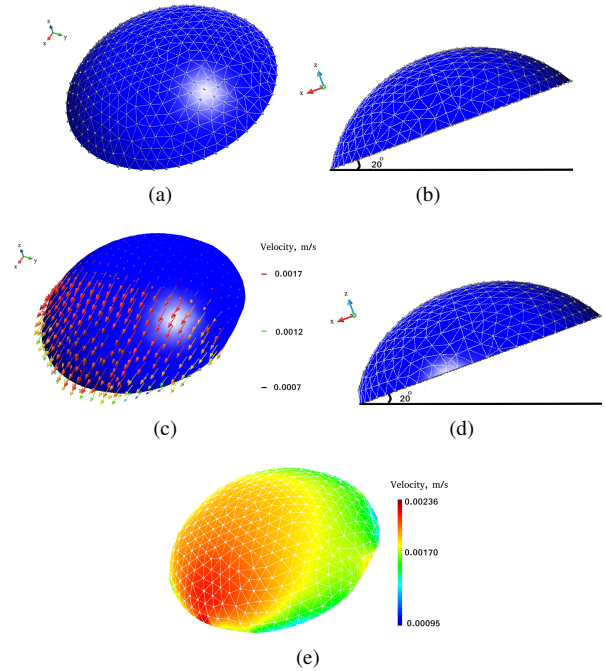 z
x
y
z
x
20°
(a)
(b)
z
x
y
Velocity, m/s
0.0017
0.0012
0.0007
z
x
20°
(c)
(d)
Velocity, m/s
0.00236
0.00170
0.00095
(e)